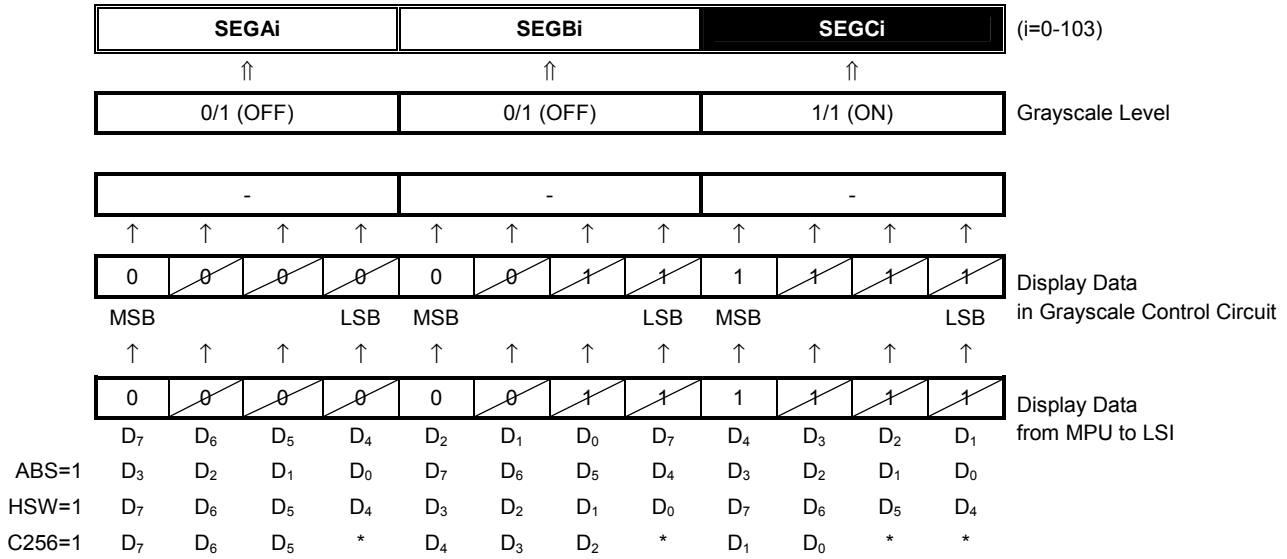 SEGAi SEGBi SEGCi (i=0-103)
⇑ ⇑ ⇑
0/1 (OFF) 0/1 (OFF) 1/1 (ON) Grayscale Level
- - -
↑ ↑ ↑ ↑ ↑ ↑ ↑ ↑ ↑ ↑ ↑ ↑
0 0 0 0 0 0 1 1 1 1 1 1 Display Data
in Grayscale Control Circuit
MSB LSB MSB LSB MSB LSB
↑ ↑ ↑ ↑ ↑ ↑ ↑ ↑ ↑ ↑ ↑ ↑
0 0 0 0 0 0 1 1 1 1 1 1 Display Data
from MPU to LSI
D₇ D₆ D₅ D₄ D₂ D₁ D₀ D₇ D₄ D₃ D₂ D₁
ABS=1 D₃ D₂ D₁ D₀ D₇ D₆ D₅ D₄ D₃ D₂ D₁ D₀
HSW=1 D₇ D₆ D₅ D₄ D₃ D₂ D₁ D₀ D₇ D₆ D₅ D₄
C256=1 D₇ D₆ D₅ * D₄ D₃ D₂ * D₁ D₀ * *